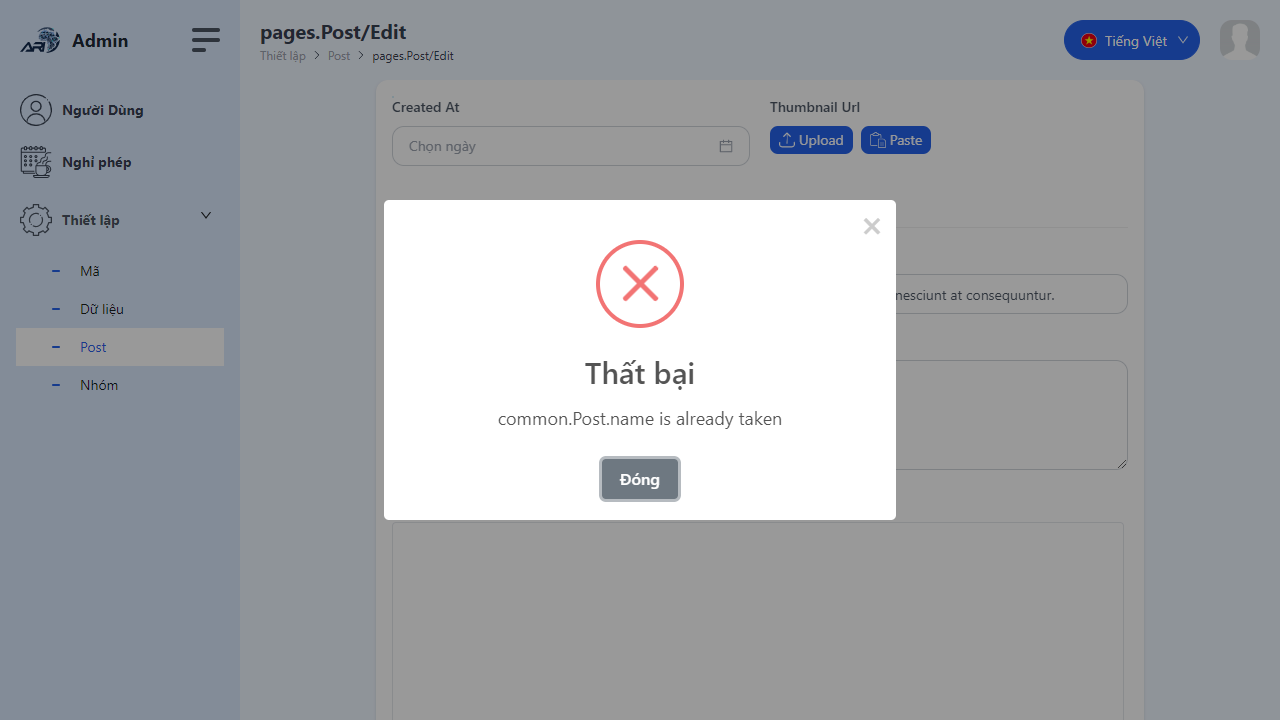 ARI
Admin
pages.Post/Edit
Thiết lập > Post > pages.Post/Edit
Tiếng Việt
Người Dùng
Nghỉ phép
Thiết lập
Mã
Dữ liệu
Post
Nhóm
Created At
Chọn ngày
Thumbnail Url
Upload
Paste
nesciunt at consequuntur.
×
Thất bại
common.Post.name is already taken
Đóng